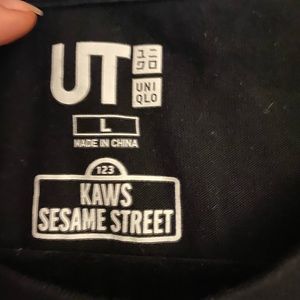 UT ユニ
クロ
UNI
QLO
L
MADE IN CHINA
123
KAWS
SESAME STREET